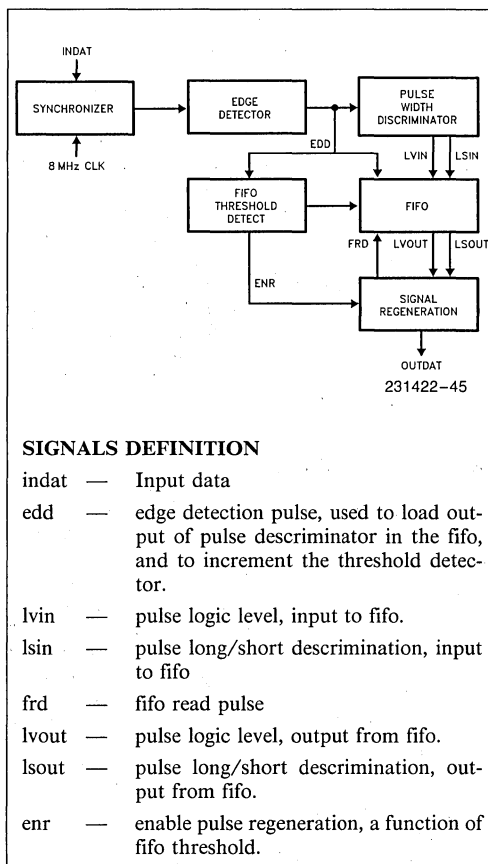 INDAT
SYNCHRONIZER
8 MHz CLK
EDGE
DETECTOR
PULSE
WIDTH
DISCRIMINATOR
EDD
LVIN
LSIN
FIFO
THRESHOLD
DETECT
FIFO
FRD
LVOUT
LSOUT
ENR
SIGNAL
REGENERATION
OUTDAT
231422-45
SIGNALS DEFINITION
indat — Input data
edd — edge detection pulse, used to load out-
put of pulse descriminator in the fifo,
and to increment the threshold detec-
tor.
lvin — pulse logic level, input to fifo.
lsin — pulse long/short descrimination, input
to fifo
frd — fifo read pulse
lvout — pulse logic level, output from fifo.
lsout — pulse long/short descrimination, out-
put from fifo.
enr — enable pulse regeneration, a function of
fifo threshold.